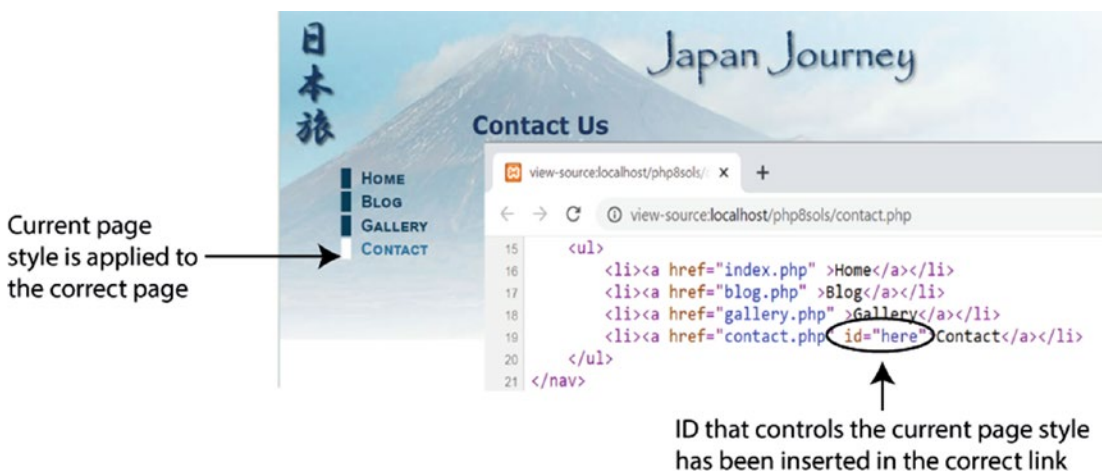 日
本
旅
Japan Journey
Contact Us
HOME
BLOG
GALLERY
CONTACT
Current page
style is applied to
the correct page
view-source:localhost/php8sols/
view-source:localhost/php8sols/contact.php
15 <ul>
16 <li><a href="index.php" >Home</a></li>
17 <li><a href="blog.php" >Blog</a></li>
18 <li><a href="gallery.php" >Gallery</a></li>
19 <li><a href="contact.php" id="here">Contact</a></li>
20 </ul>
21 </nav>
ID that controls the current page style
has been inserted in the correct link